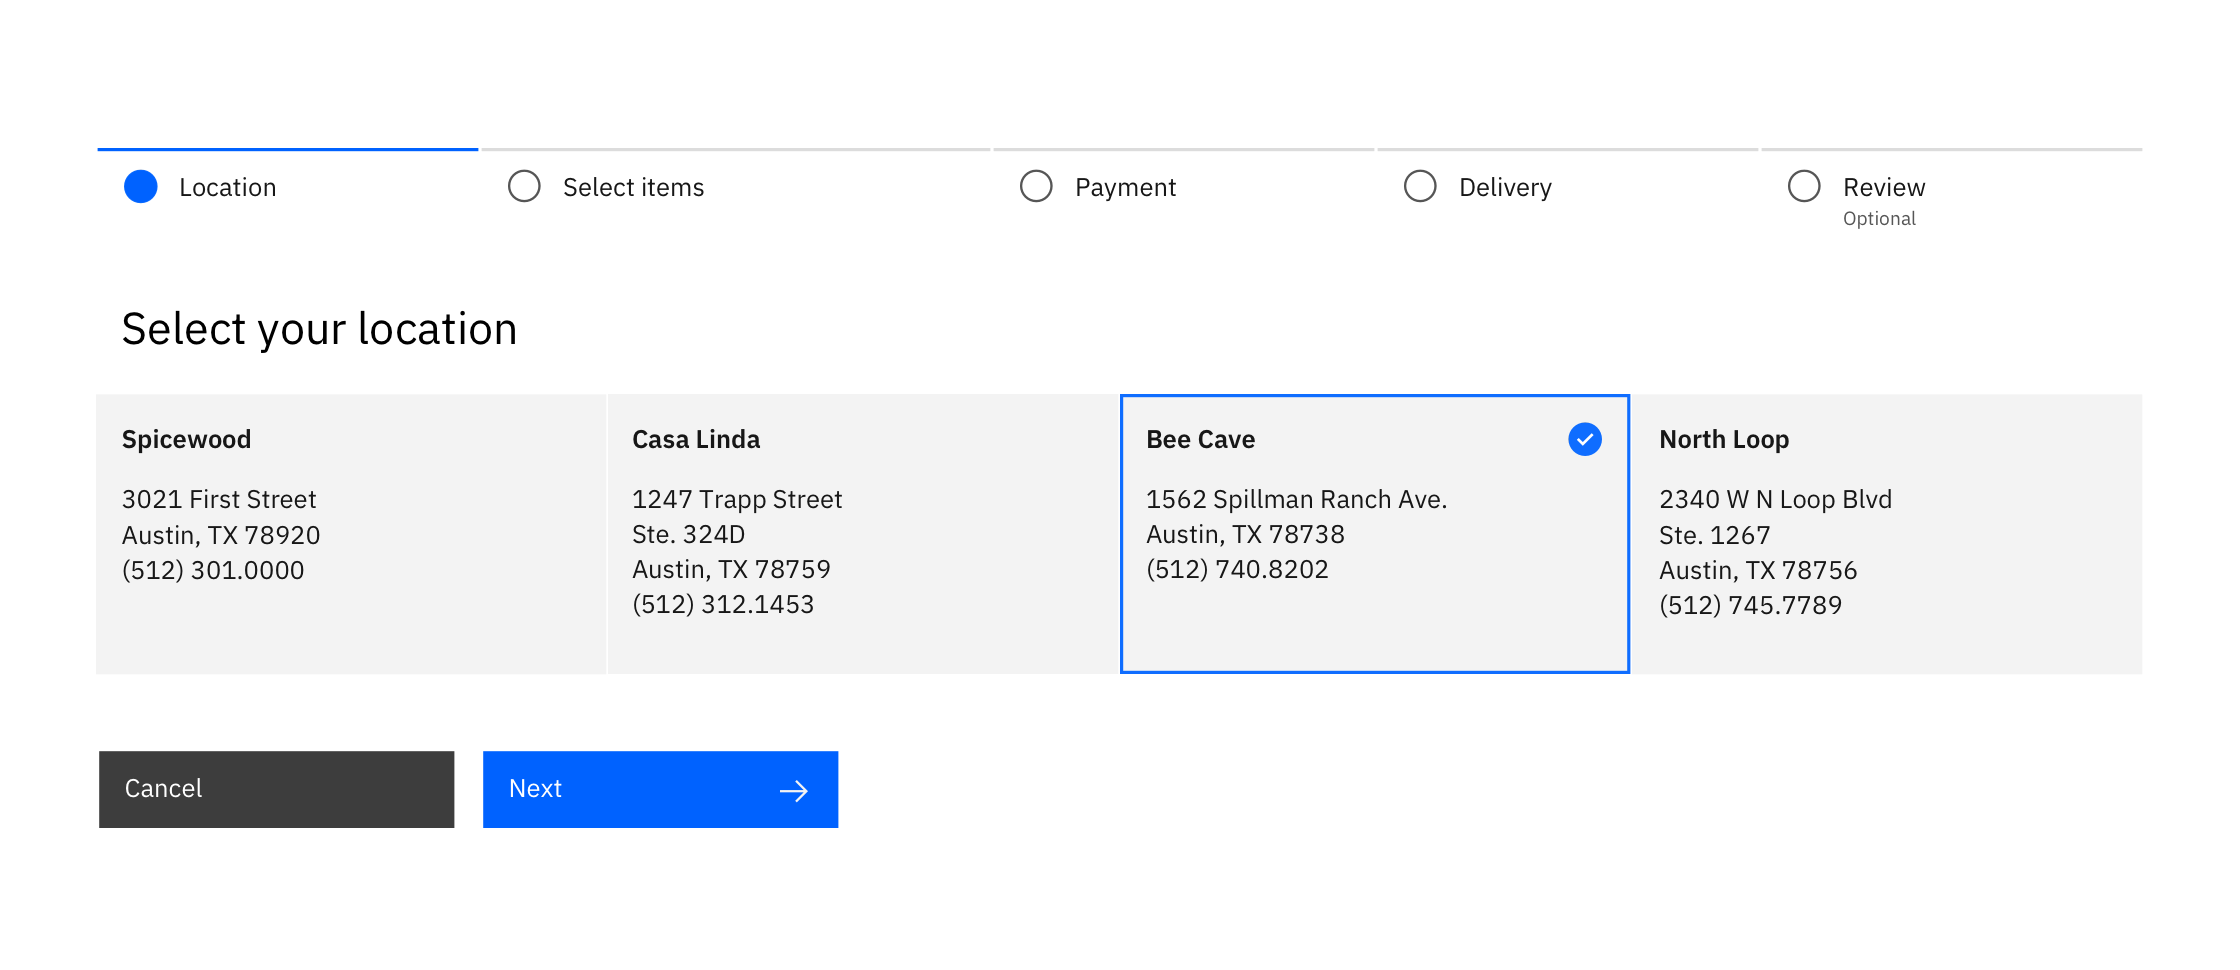 Location
Select items
Payment
Delivery
Review
Optional
Select your location
Spicewood
3021 First Street
Austin, TX 78920
(512) 301.0000
Casa Linda
1247 Trapp Street
Ste. 324D
Austin, TX 78759
(512) 312.1453
Bee Cave
1562 Spillman Ranch Ave.
Austin, TX 78738
(512) 740.8202
North Loop
2340 W N Loop Blvd
Ste. 1267
Austin, TX 78756
(512) 745.7789
Cancel
Next